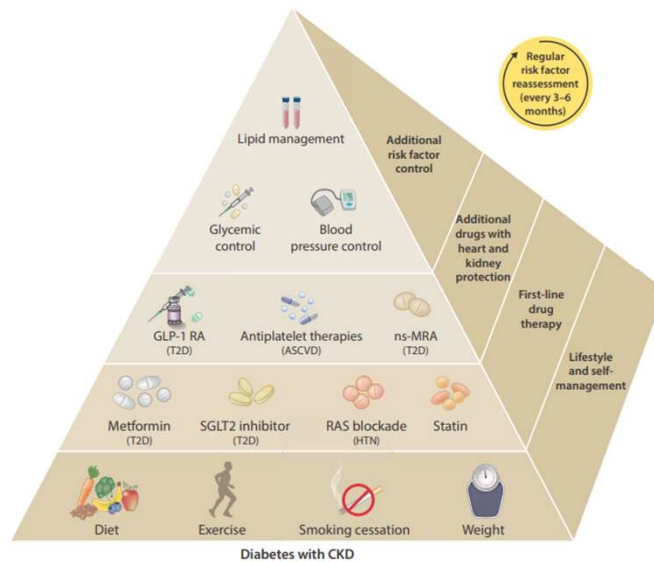 Regular
risk factor
reassessment
(every 3–6
months)
Lipid management
Additional
risk factor
control
Glycemic
control
Blood
pressure control
Additional
drugs with
heart and
kidney
protection
GLP-1 RA
(T2D)
Antiplatelet therapies
(ASCVD)
ns-MRA
(T2D)
First-line
drug
therapy
Metformin
(T2D)
SGLT2 inhibitor
(T2D)
RAS blockade
(HTN)
Statin
Lifestyle
and self-
management
Diet
Exercise
Smoking cessation
Weight
Diabetes with CKD